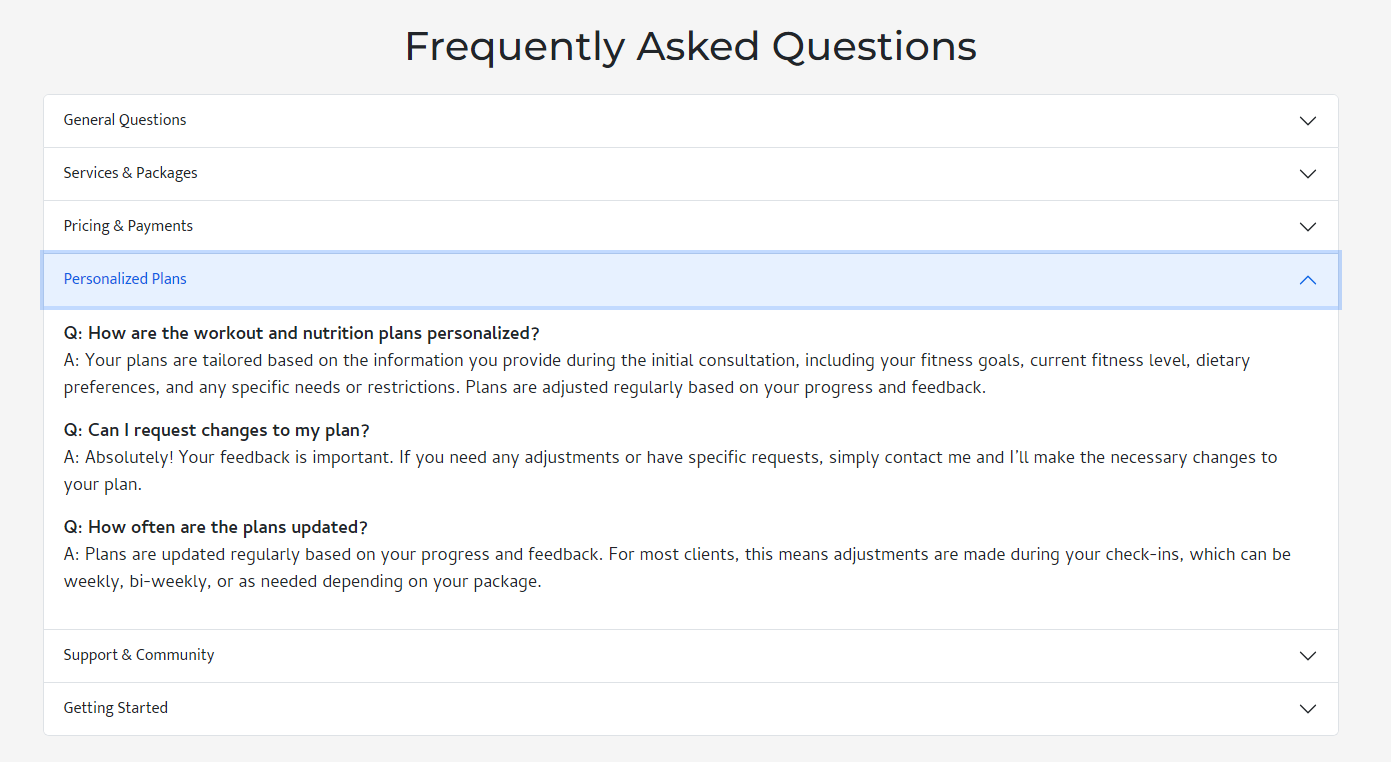 Frequently Asked Questions
General Questions
Services & Packages
Pricing & Payments
Personalized Plans
Q: How are the workout and nutrition plans personalized?
A: Your plans are tailored based on the information you provide during the initial consultation, including your fitness goals, current fitness level, dietary
preferences, and any specific needs or restrictions. Plans are adjusted regularly based on your progress and feedback.
Q: Can I request changes to my plan?
A: Absolutely! Your feedback is important. If you need any adjustments or have specific requests, simply contact me and I’ll make the necessary changes to
your plan.
Q: How often are the plans updated?
A: Plans are updated regularly based on your progress and feedback. For most clients, this means adjustments are made during your check-ins, which can be
weekly, bi-weekly, or as needed depending on your package.
Support & Community
Getting Started